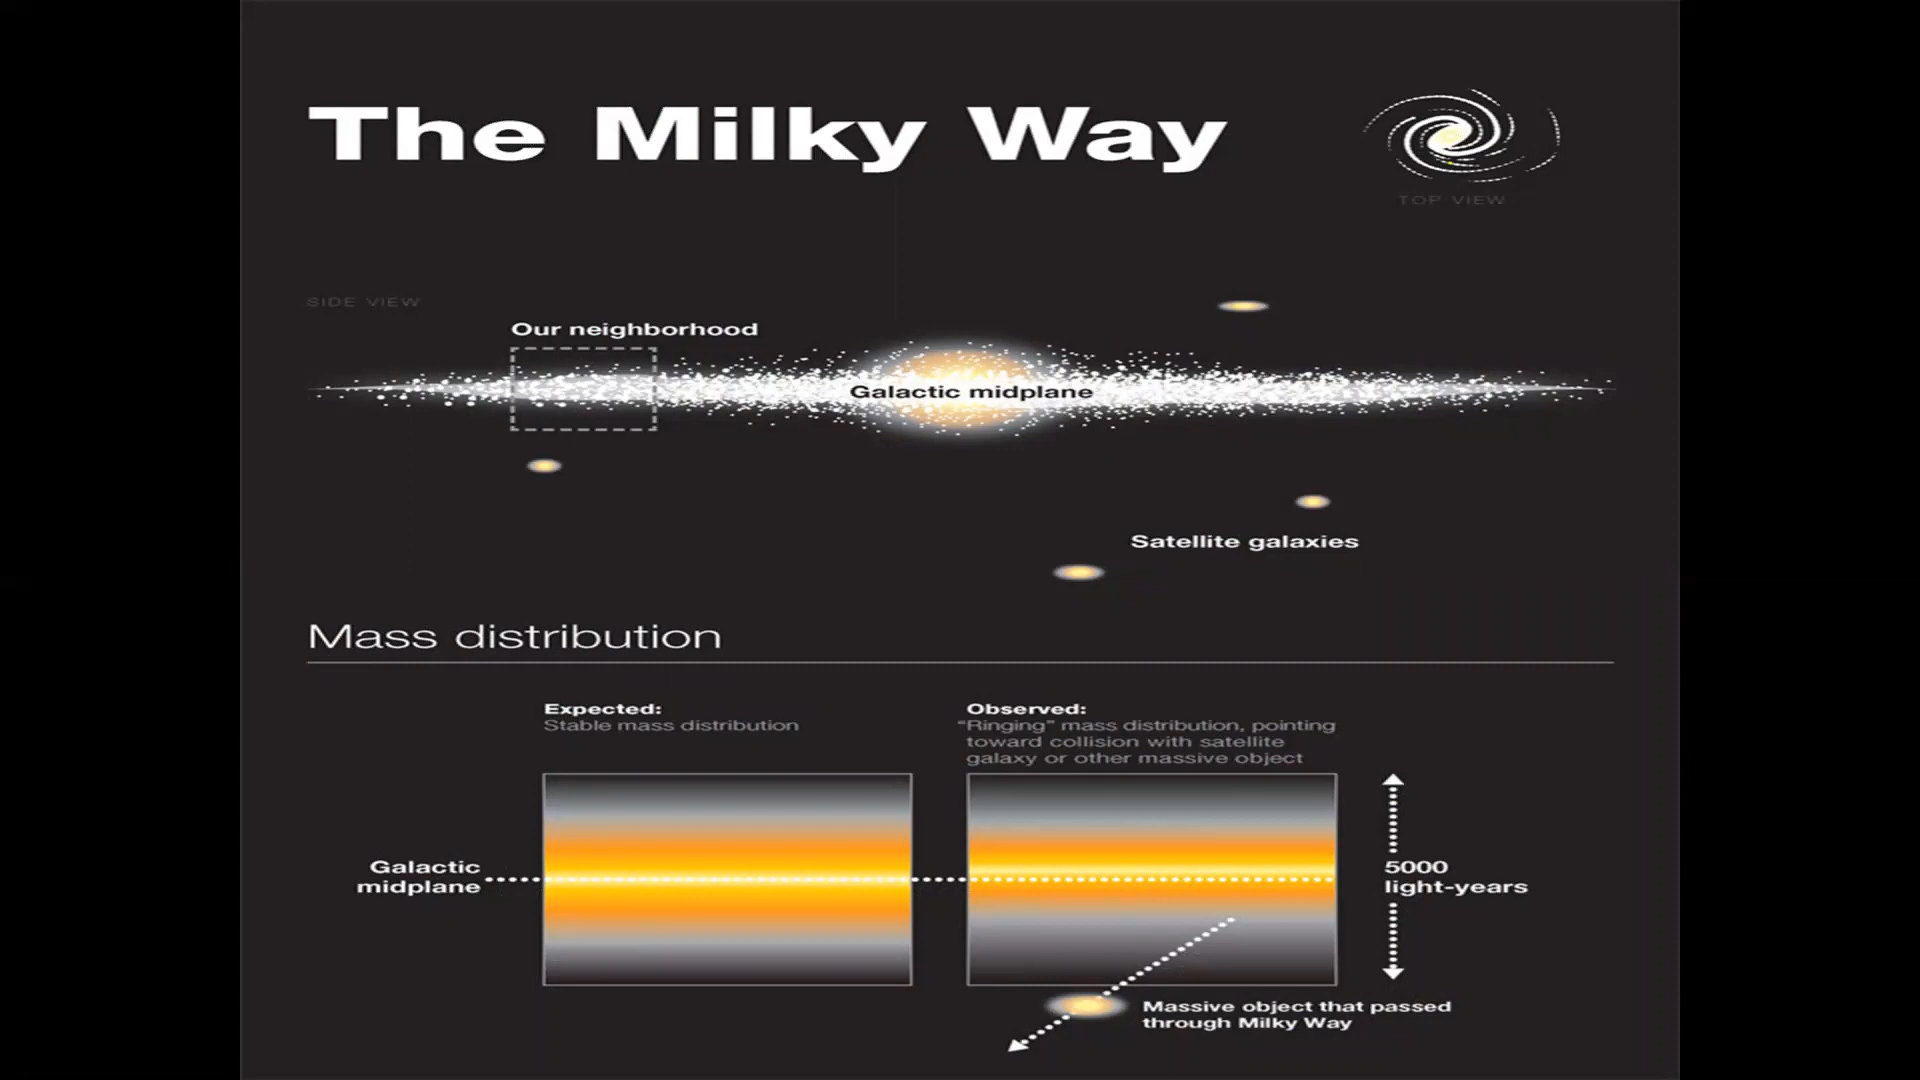 The Milky Way
TOP VIEW
SIDE VIEW
Our neighborhood
Galactic midplane
Satellite galaxies
Mass distribution
Expected:
Stable mass distribution
Observed:
“Ringing” mass distribution, pointing
toward collision with satellite
galaxy or other massive object
Galactic
midplane
5000
light-years
Massive object that passed
through Milky Way